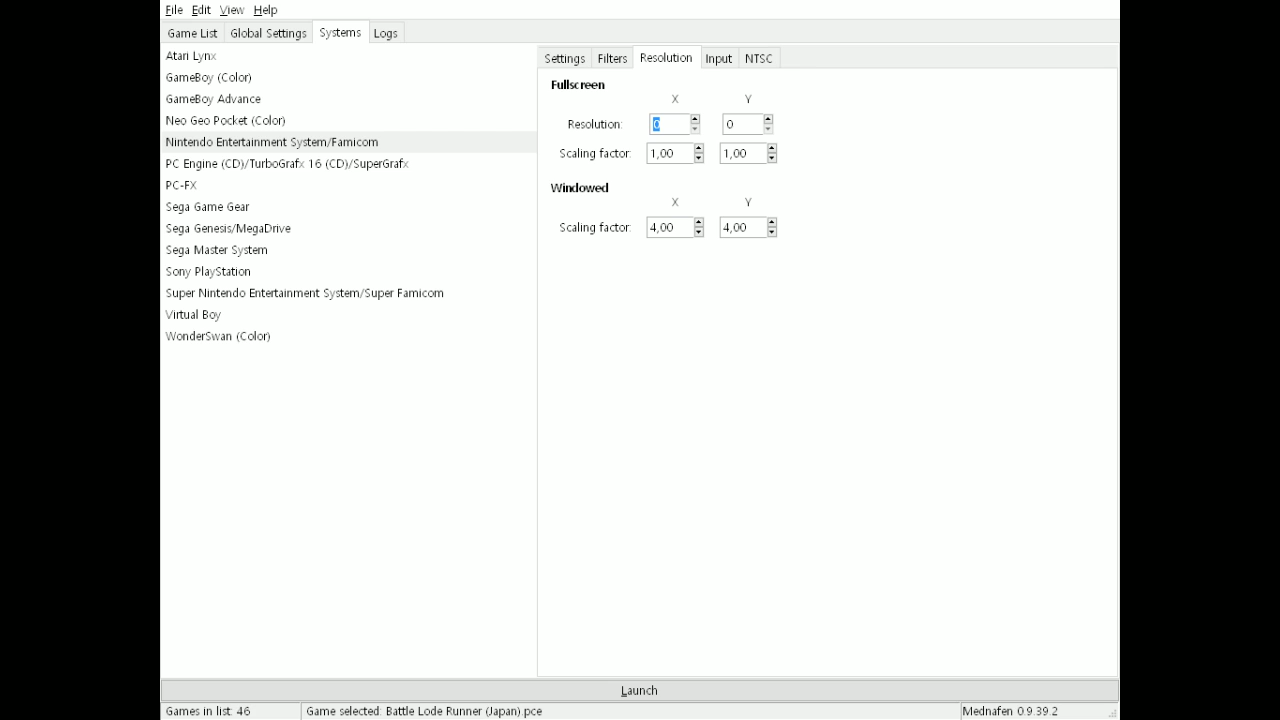 File Edit View Help
Game List Global Settings Systems Logs
Atari Lynx
GameBoy (Color)
GameBoy Advance
Neo Geo Pocket (Color)
Nintendo Entertainment System/Famicom
PC Engine (CD)/TurboGrafx 16 (CD)/SuperGrafx
PC-FX
Sega Game Gear
Sega Genesis/MegaDrive
Sega Master System
Sony PlayStation
Super Nintendo Entertainment System/Super Famicom
Virtual Boy
WonderSwan (Color)
Settings Filters Resolution Input NTSC
Fullscreen
X Y
Resolution: 0 0
Scaling factor: 1,00 1,00
Windowed
X Y
Scaling factor: 4,00 4,00
Launch
Games in list: 46 Game selected: Battle Lode Runner (Japan).pce Mednafen 0.9.39.2